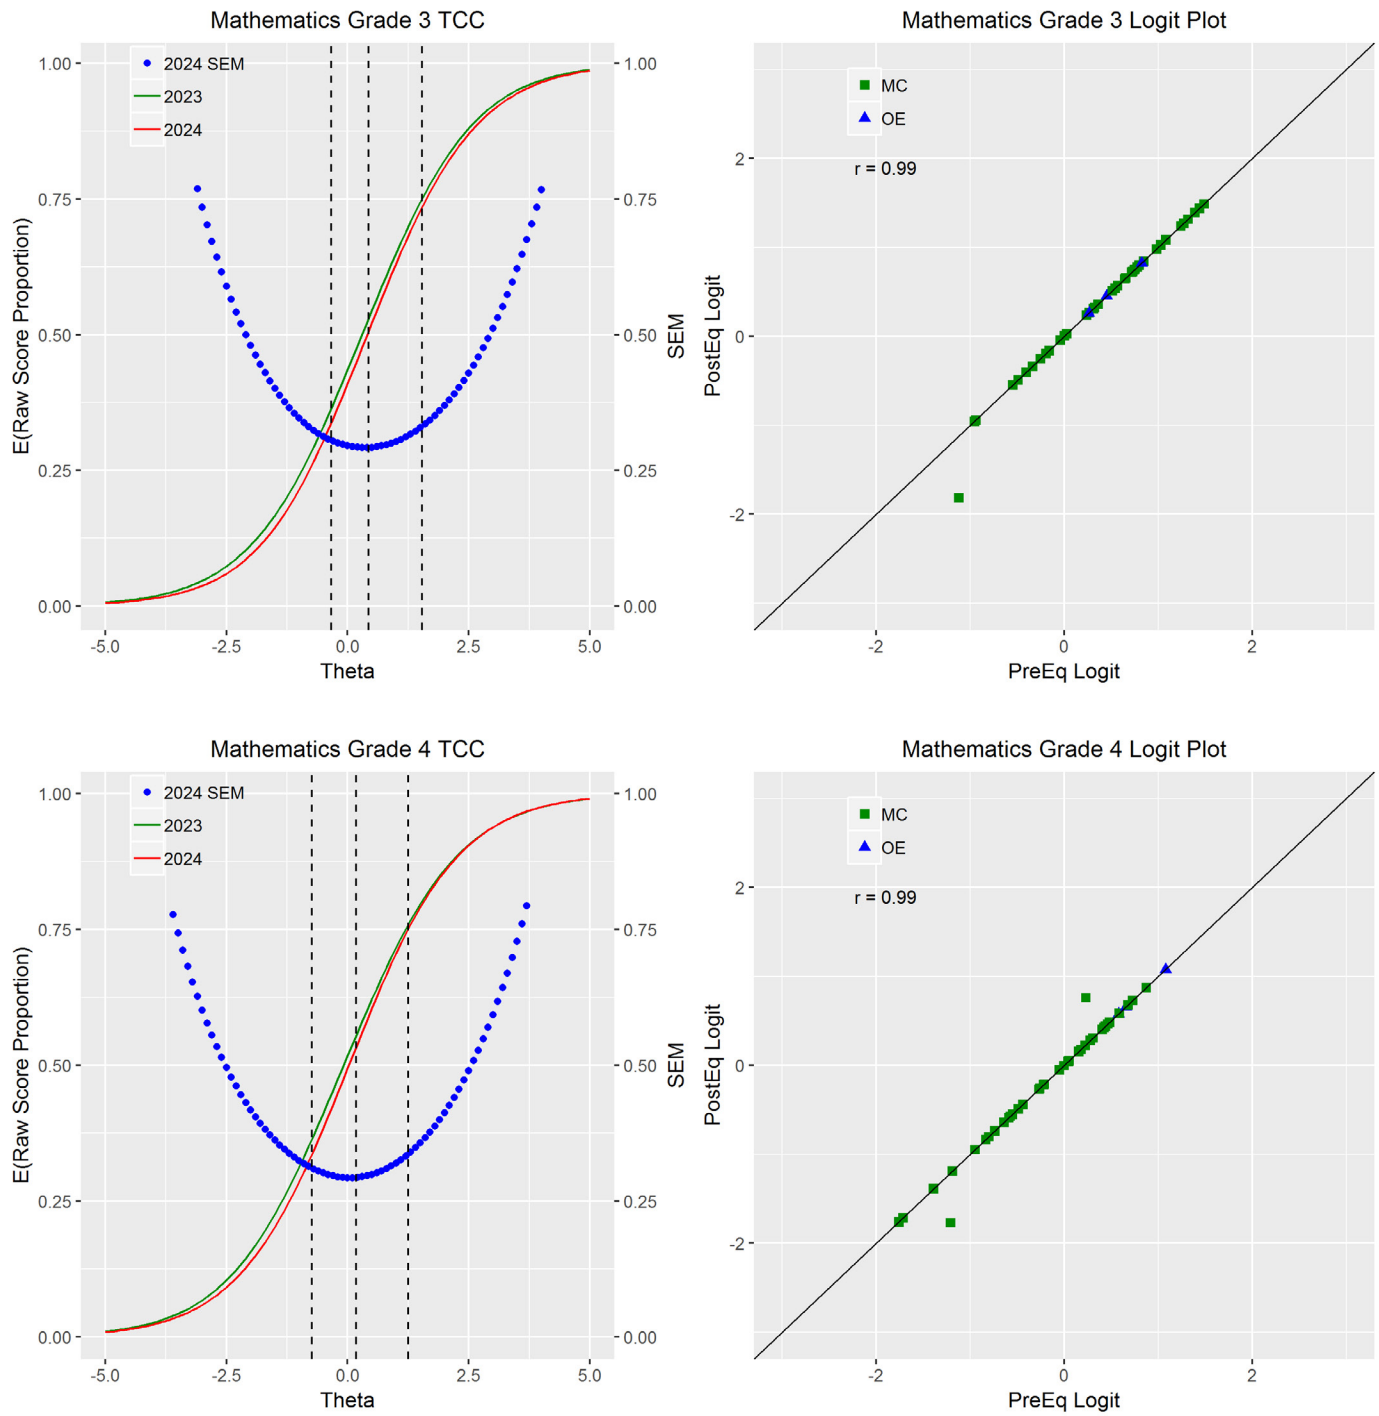 Mathematics Grade 3 TCC
2024 SEM
2023
2024
1.00
0.75
0.50
0.25
0.00
1.00
0.75
0.50
0.25
0.00
E(Raw Score Proportion)
SEM
-5.0
-2.5
0.0
2.5
5.0
Theta
Mathematics Grade 3 Logit Plot
MC
OE
r = 0.99
2
0
-2
PostEq Logit
-2
0
2
PreEq Logit
Mathematics Grade 4 TCC
2024 SEM
2023
2024
1.00
0.75
0.50
0.25
0.00
1.00
0.75
0.50
0.25
0.00
E(Raw Score Proportion)
SEM
-5.0
-2.5
0.0
2.5
5.0
Theta
Mathematics Grade 4 Logit Plot
MC
OE
r = 0.99
2
0
-2
PostEq Logit
-2
0
2
PreEq Logit